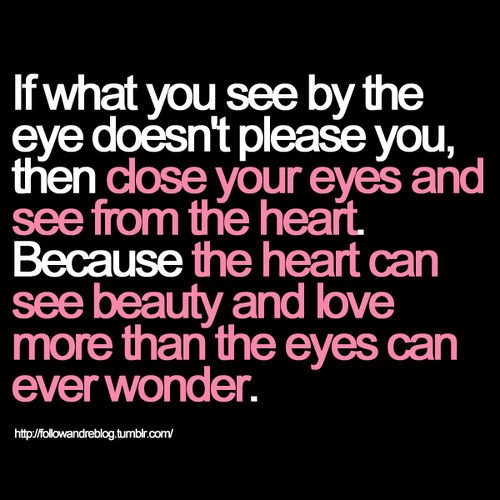 If what you see by the
eye doesn't please you,
then close your eyes and
see from the heart.
Because the heart can
see beauty and love
more than the eyes can
ever wonder.
http://followandreblog.tumblr.com/